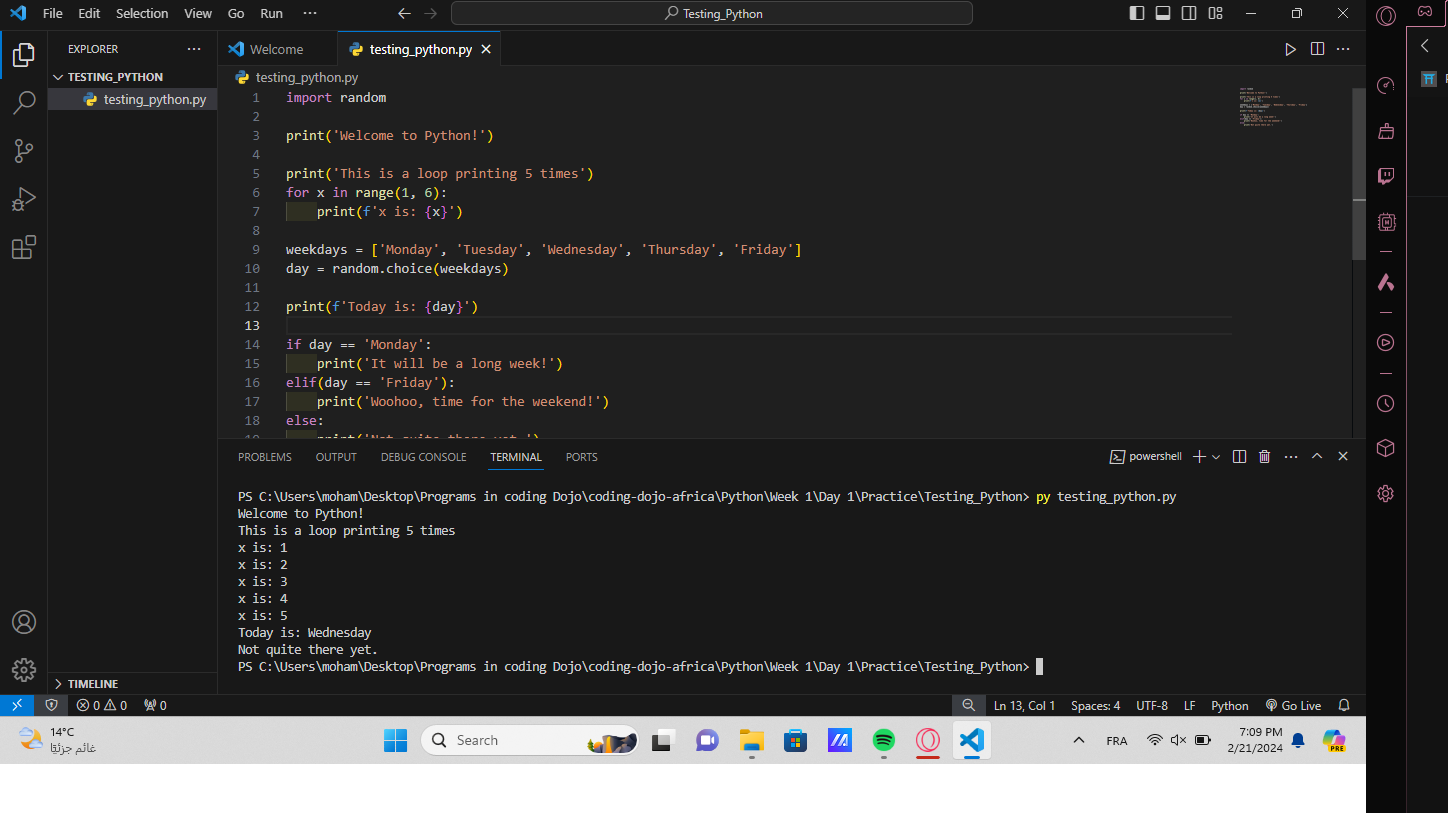 File Edit Selection View Go Run ···
Testing_Python
EXPLORER ···
TESTING_PYTHON
testing_python.py
TIMELINE
Welcome
testing_python.py
testing_python.py
1 import random
2
3 print('Welcome to Python!')
4
5 print('This is a loop printing 5 times')
6 for x in range(1, 6):
7 print(f'x is: {x}')
8
9 weekdays = ['Monday', 'Tuesday', 'Wednesday', 'Thursday', 'Friday']
10 day = random.choice(weekdays)
11
12 print(f'Today is: {day}')
13
14 if day == 'Monday':
15 print('It will be a long week!')
16 elif(day == 'Friday'):
17 print('Woohoo, time for the weekend!')
18 else:
19 print('Not quite there yet.')
PROBLEMS OUTPUT DEBUG CONSOLE TERMINAL PORTS
powershell
PS C:\Users\moham\Desktop\Programs in coding Dojo\coding-dojo-africa\Python\Week 1\Day 1\Practice\Testing_Python> py testing_python.py
Welcome to Python!
This is a loop printing 5 times
x is: 1
x is: 2
x is: 3
x is: 4
x is: 5
Today is: Wednesday
Not quite there yet.
PS C:\Users\moham\Desktop\Programs in coding Dojo\coding-dojo-africa\Python\Week 1\Day 1\Practice\Testing_Python>
0 0 0
Ln 13, Col 1 Spaces: 4 UTF-8 LF Python Go Live
14°C
غائم جزئيًا
Search
FRA
7:09 PM
2/21/2024
PRE